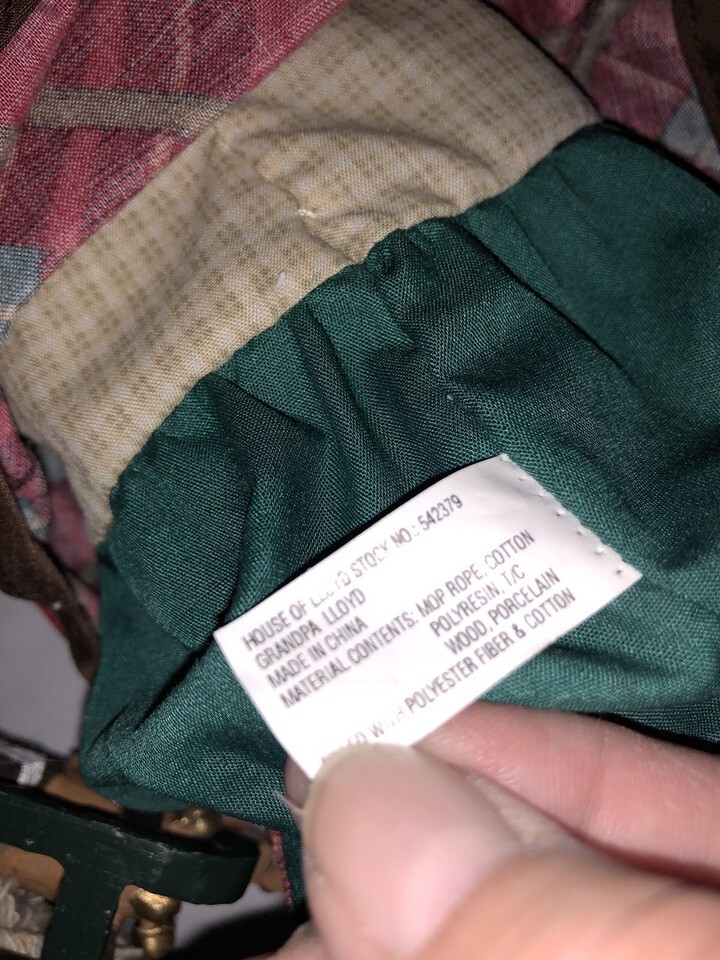 HOUSE OF LLOYD STOCK NO.: 542379
GRANDPA LLOYD
MADE IN CHINA
MATERIAL CONTENTS: MOP ROPE, COTTON
POLYRESIN, T/C
WOOD, PORCELAIN
WITH POLYESTER FIBER & COTTON